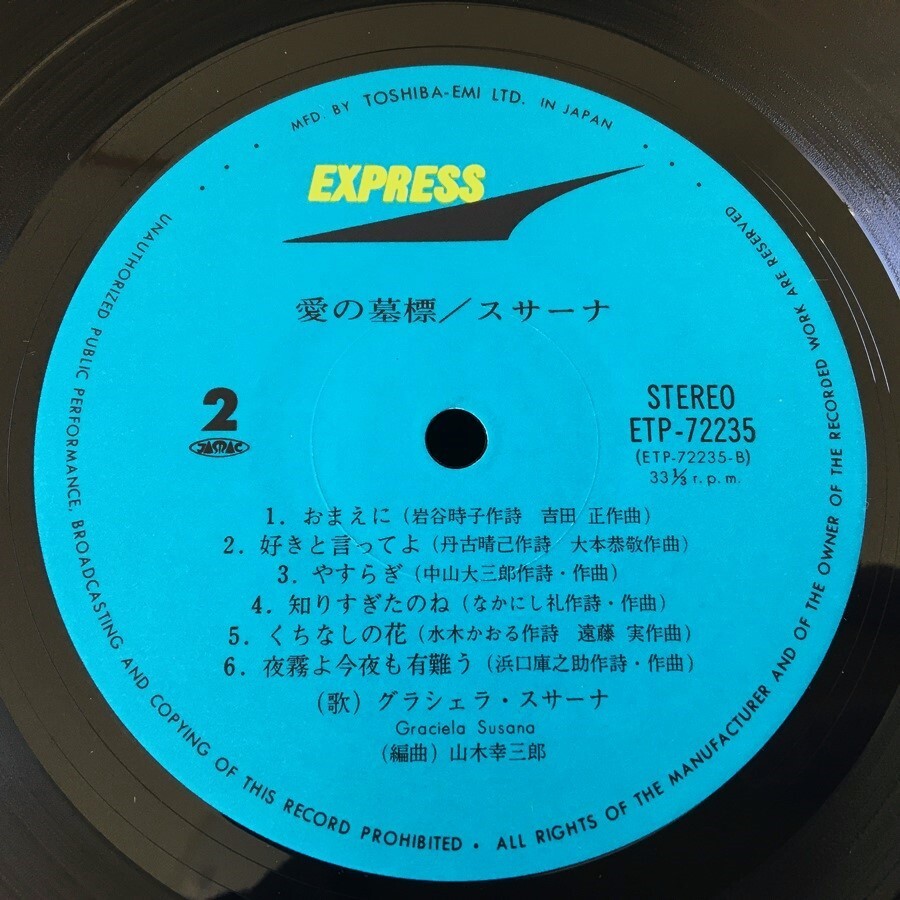 MFD. BY TOSHIBA-EMI LTD. IN JAPAN
EXPRESS
愛の墓標／スサーナ
2
JASRAC
STEREO
ETP-72235
(ETP-72235-B)
33⅓ r.p.m.
1. おまえに (岩谷時子作詩 吉田 正作曲)
2. 好きと言ってよ (丹古晴己作詩 大本恭敬作曲)
3. やすらぎ (中山大三郎作詩・作曲)
4. 知りすぎたのね (なかにし礼作詩・作曲)
5. くちなしの花 (水木かおる作詩 遠藤 実作曲)
6. 夜霧よ今夜も有難う (浜口庫之助作詩・作曲)
(歌) グラシェラ・スサーナ
Graciela Susana
(編曲) 山木幸三郎
UNAUTHORIZED PUBLIC PERFORMANCE, BROADCASTING AND COPYING OF THIS RECORD PROHIBITED • ALL RIGHTS OF THE MANUFACTURER AND OF THE OWNER OF THE RECORDED WORK ARE RESERVED